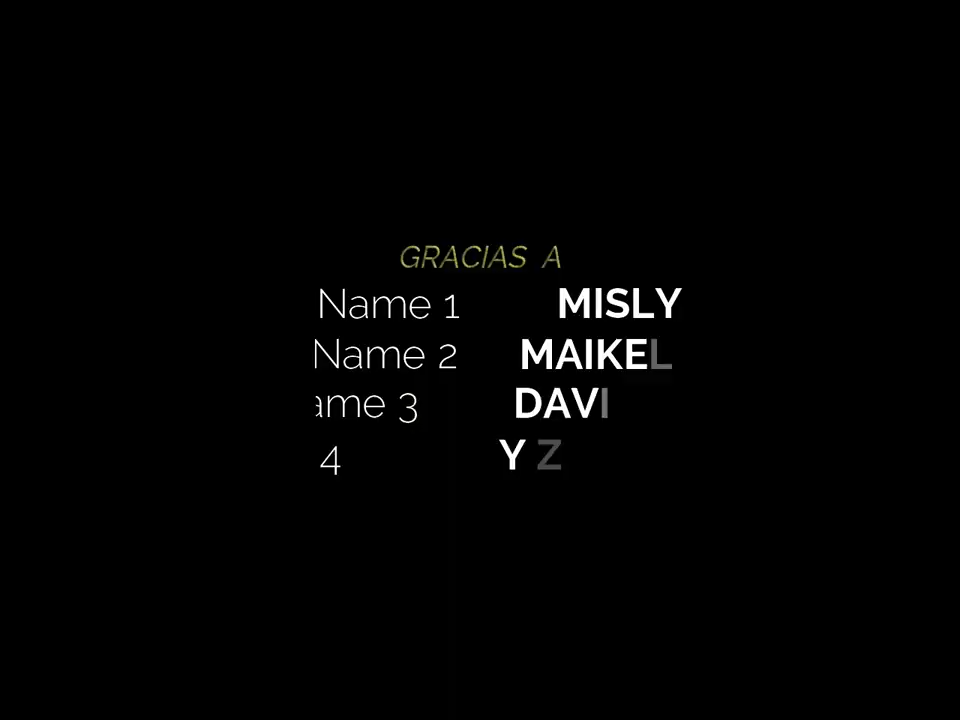 GRACIAS A
Name 1 MISLY
Name 2 MAIKEL
ame 3 DAVI
4 Y Z